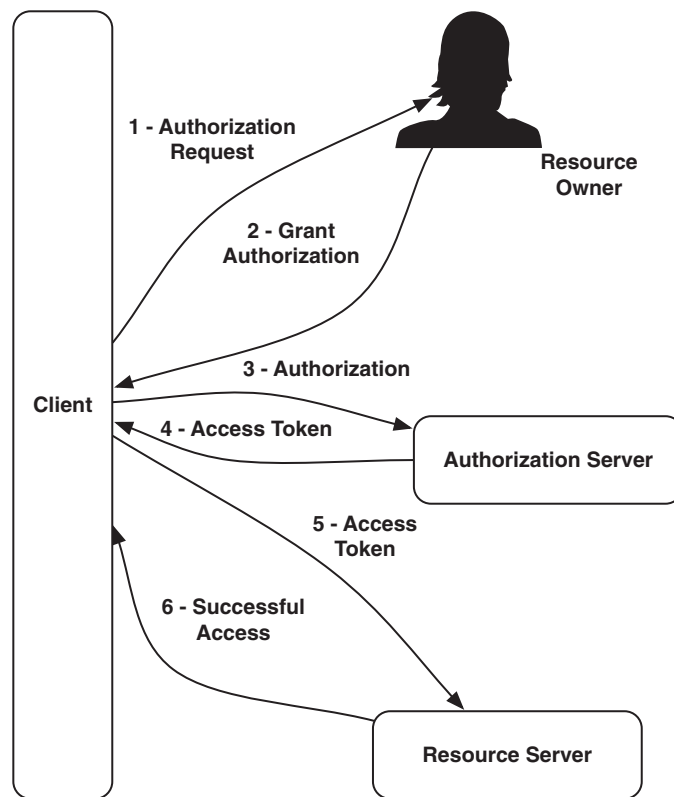 1 - Authorization
Request
Resource
Owner
2 - Grant
Authorization
3 - Authorization
Client
4 - Access Token
Authorization Server
5 - Access
Token
6 - Successful
Access
Resource Server